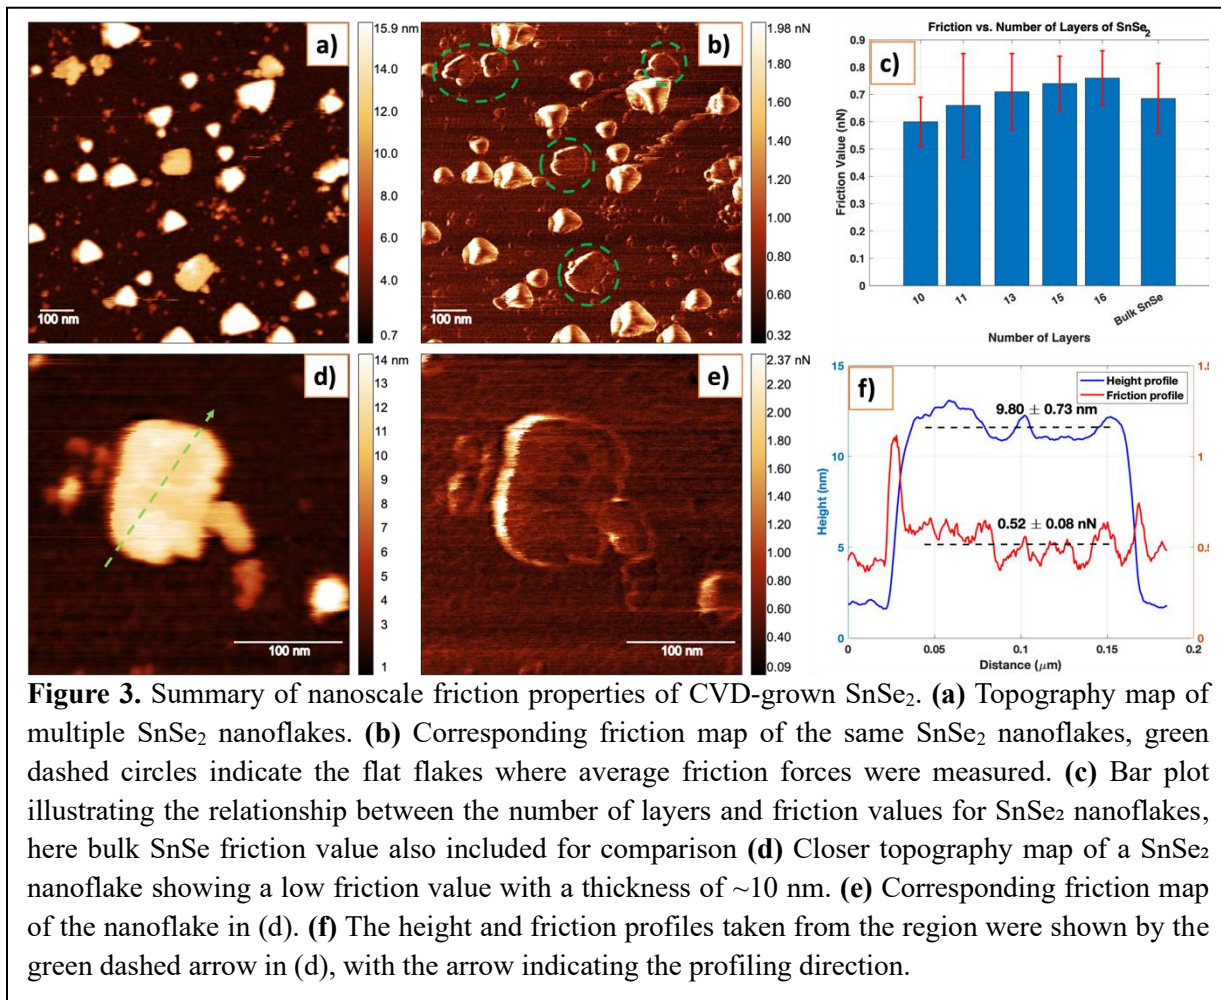 a)
15.9 nm
14.0
12.0
10.0
8.0
6.0
4.0
0.7
100 nm
b)
1.98 nN
1.80
1.60
1.40
1.20
1.00
0.80
0.60
0.32
100 nm
c)
Friction vs. Number of Layers of SnSe2
Friction Value (nN)
0.9
0.8
0.7
0.6
0.5
0.4
0.3
0.2
0.1
0
10
11
13
15
16
Bulk SnSe
Number of Layers
d)
14 nm
13
12
11
10
9
8
7
6
5
4
3
1
100 nm
e)
2.37 nN
2.20
2.00
1.80
1.60
1.40
1.20
1.00
0.80
0.60
0.40
0.09
100 nm
f)
Height profile
Friction profile
9.80 ± 0.73 nm
0.52 ± 0.08 nN
Height (nm)
15
10
5
0
1.5
1
0.5
0
0
0.05
0.1
0.15
0.2
Distance (μm)
Figure 3. Summary of nanoscale friction properties of CVD-grown SnSe₂. (a) Topography map of
multiple SnSe₂ nanoflakes. (b) Corresponding friction map of the same SnSe₂ nanoflakes, green
dashed circles indicate the flat flakes where average friction forces were measured. (c) Bar plot
illustrating the relationship between the number of layers and friction values for SnSe₂ nanoflakes,
here bulk SnSe friction value also included for comparison (d) Closer topography map of a SnSe₂
nanoflake showing a low friction value with a thickness of ~10 nm. (e) Corresponding friction map
of the nanoflake in (d). (f) The height and friction profiles taken from the region were shown by the
green dashed arrow in (d), with the arrow indicating the profiling direction.